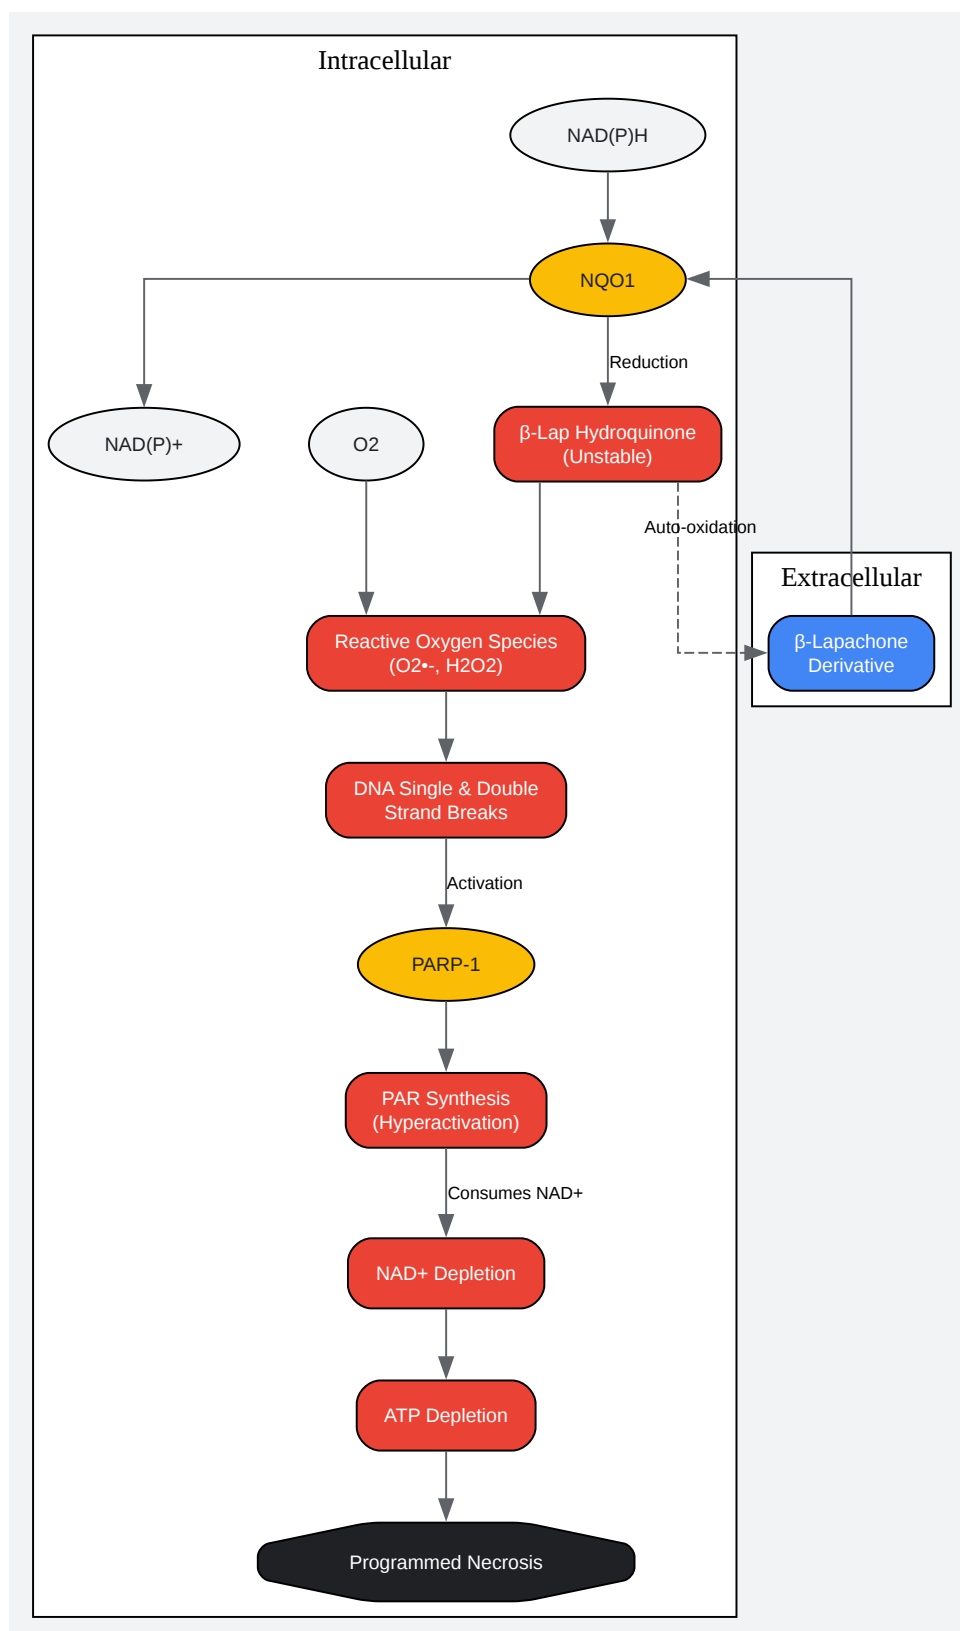 Intracellular
NAD(P)H
NQO1
Reduction
NAD(P)+
O2
β-Lap Hydroquinone
(Unstable)
Auto-oxidation
Extracellular
β-Lapachone
Derivative
Reactive Oxygen Species
(O2•-, H2O2)
DNA Single & Double
Strand Breaks
Activation
PARP-1
PAR Synthesis
(Hyperactivation)
Consumes NAD+
NAD+ Depletion
ATP Depletion
Programmed Necrosis